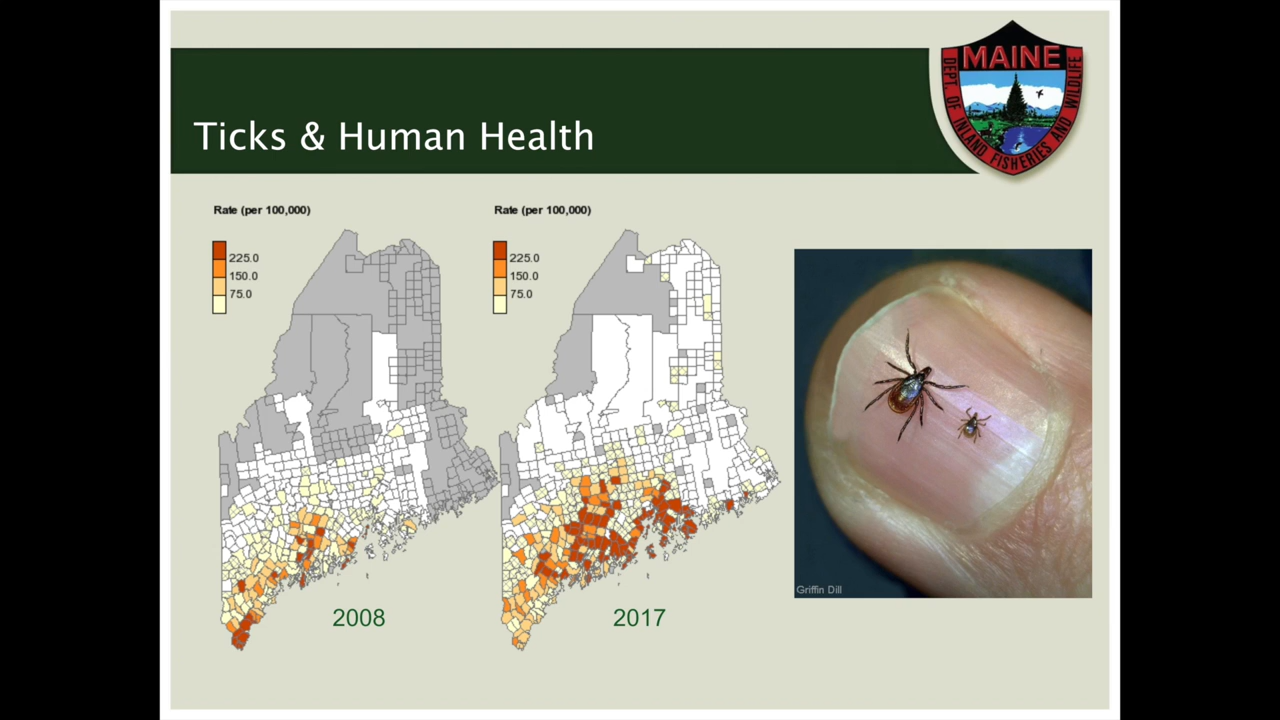 MAINE
DEPT. OF INLAND FISHERIES AND WILDLIFE
Ticks & Human Health
Rate (per 100,000)
225.0
150.0
75.0
2008
Rate (per 100,000)
225.0
150.0
75.0
2017
Griffin Dill